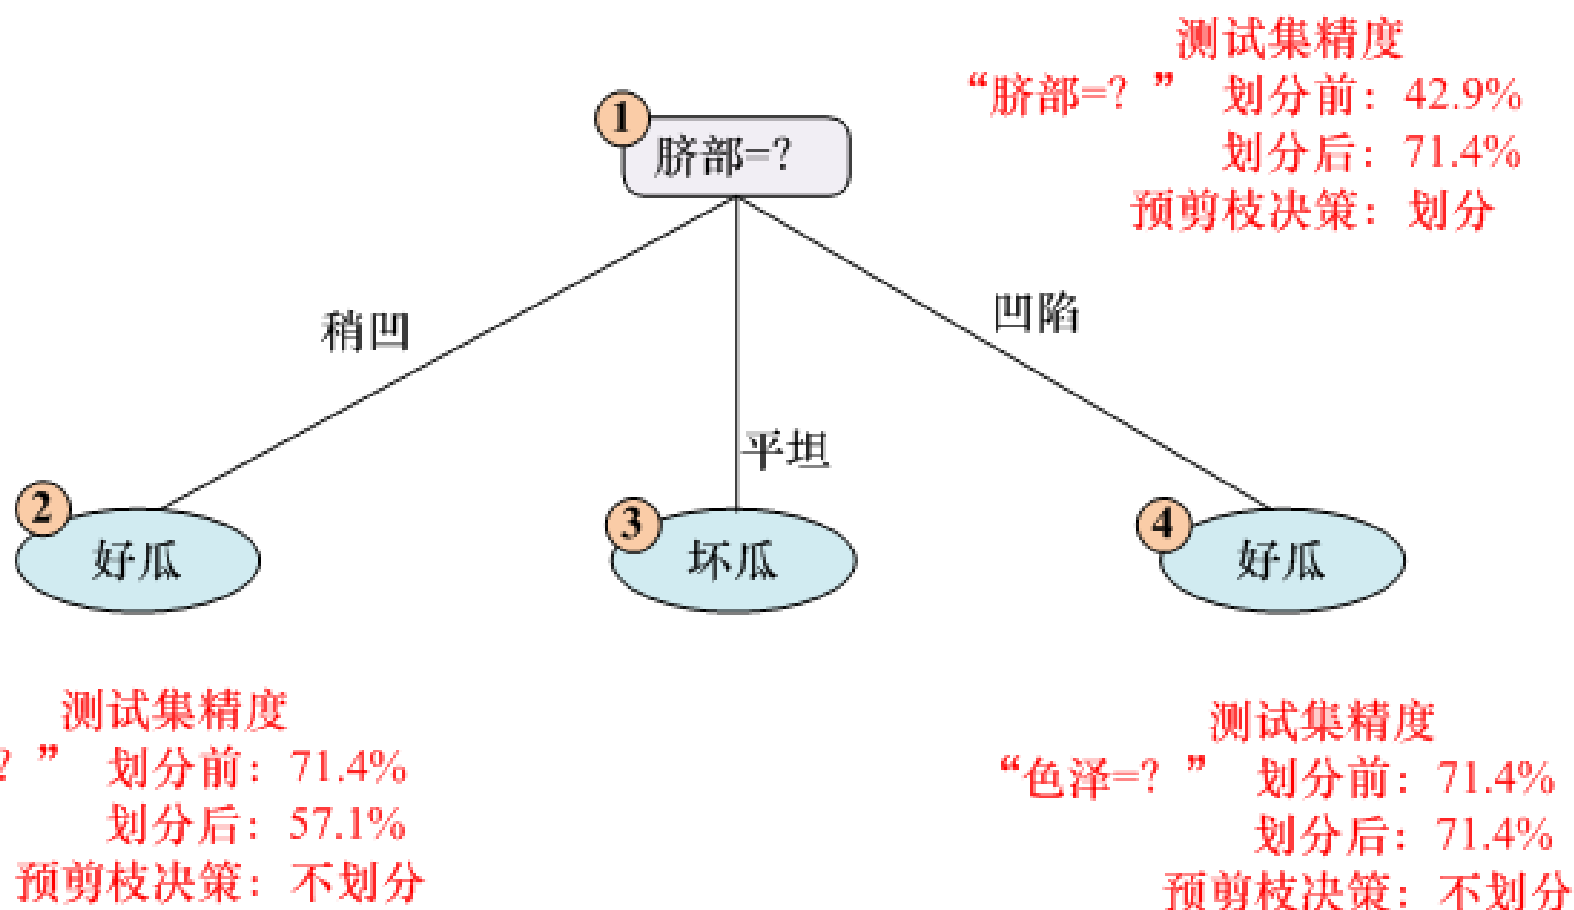 测试集精度
“脐部=？” 划分前：42.9%
划分后：71.4%
预剪枝决策：划分
1
脐部=？
稍凹
凹陷
平坦
2
好瓜
3
坏瓜
4
好瓜
测试集精度
？” 划分前：71.4%
划分后：57.1%
预剪枝决策：不划分
测试集精度
“色泽=？” 划分前：71.4%
划分后：71.4%
预剪枝决策：不划分